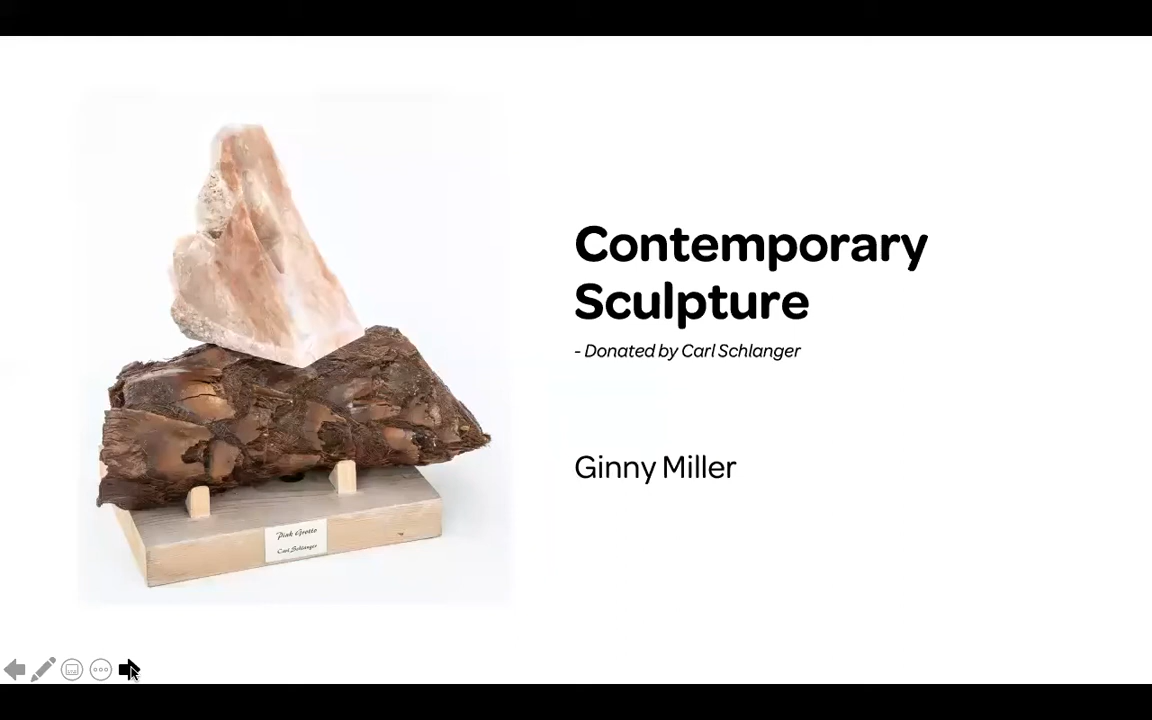 Contemporary
Sculpture
- Donated by Carl Schlanger
Ginny Miller
Pink Grotto
Carl Schlanger